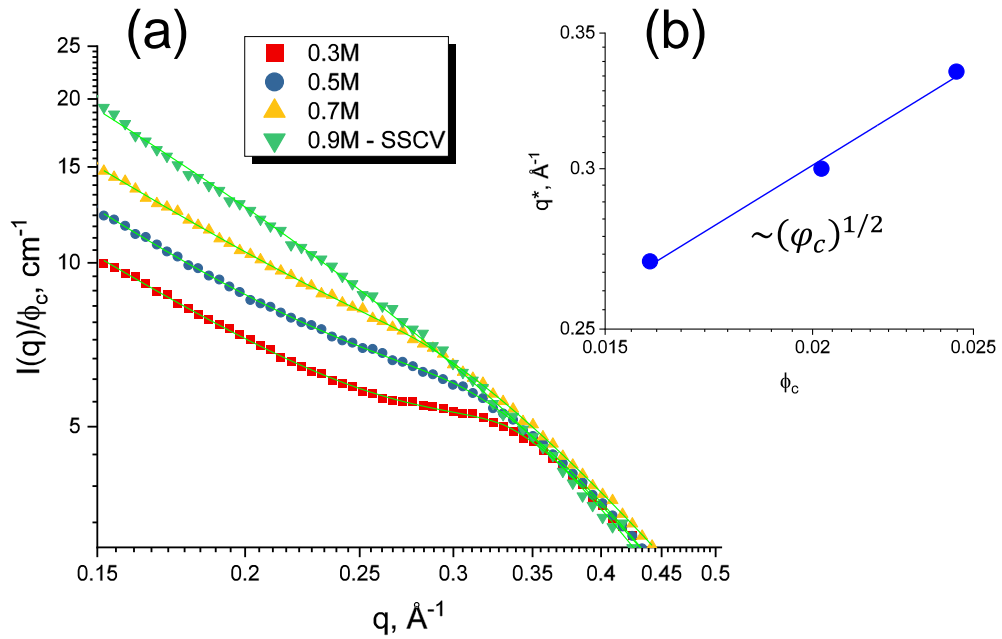 (a)
0.3M
0.5M
0.7M
0.9M - SSCV
25
20
15
10
5
I(q)/ϕc, cm-1
0.15
0.2
0.25
0.3
0.4
0.45
0.5
q, Å-1
(b)
0.35
0.3
0.25
q*, Å-1
~(φc)1/2
0.015
0.02
0.025
ϕc